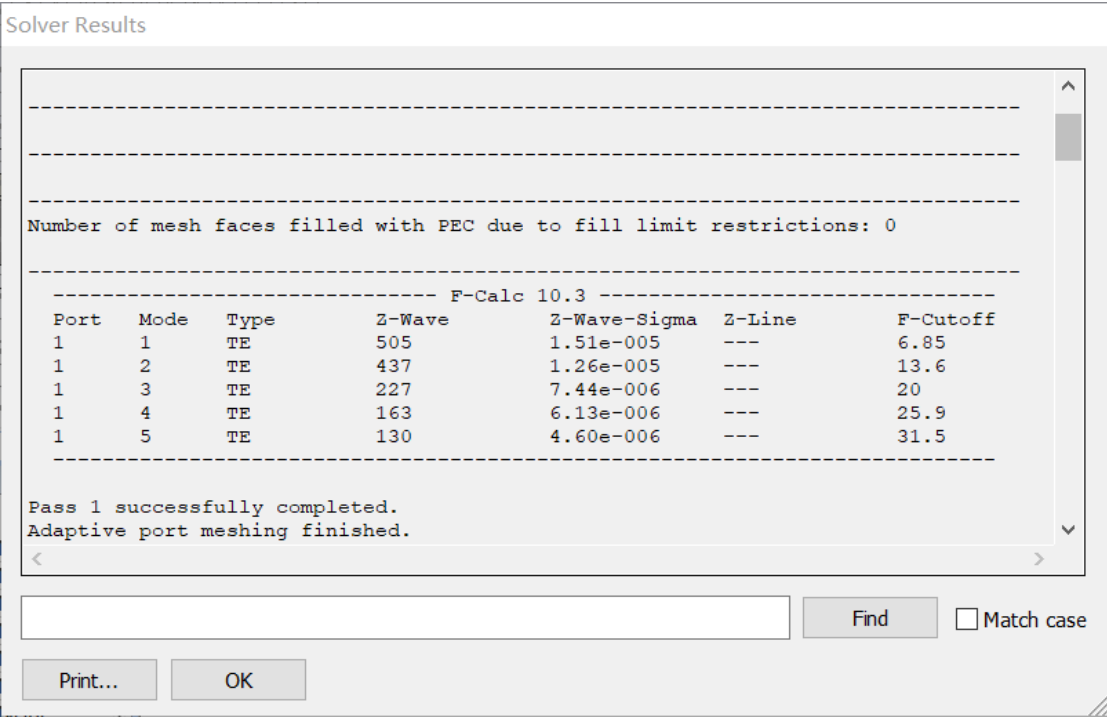 Solver Results
--------------------------------------------------------------------------------
--------------------------------------------------------------------------------
--------------------------------------------------------------------------------
Number of mesh faces filled with PEC due to fill limit restrictions: 0
--------------------------------------------------------------------------------
------------------------------- F-Calc 10.3 --------------------------------
Port Mode Type Z-Wave Z-Wave-Sigma Z-Line F-Cutoff
1 1 TE 505 1.51e-005 --- 6.85
1 2 TE 437 1.26e-005 --- 13.6
1 3 TE 227 7.44e-006 --- 20
1 4 TE 163 6.13e-006 --- 25.9
1 5 TE 130 4.60e-006 --- 31.5
----------------------------------------------------------------------------
Pass 1 successfully completed.
Adaptive port meshing finished.
Find
Match case
Print...
OK